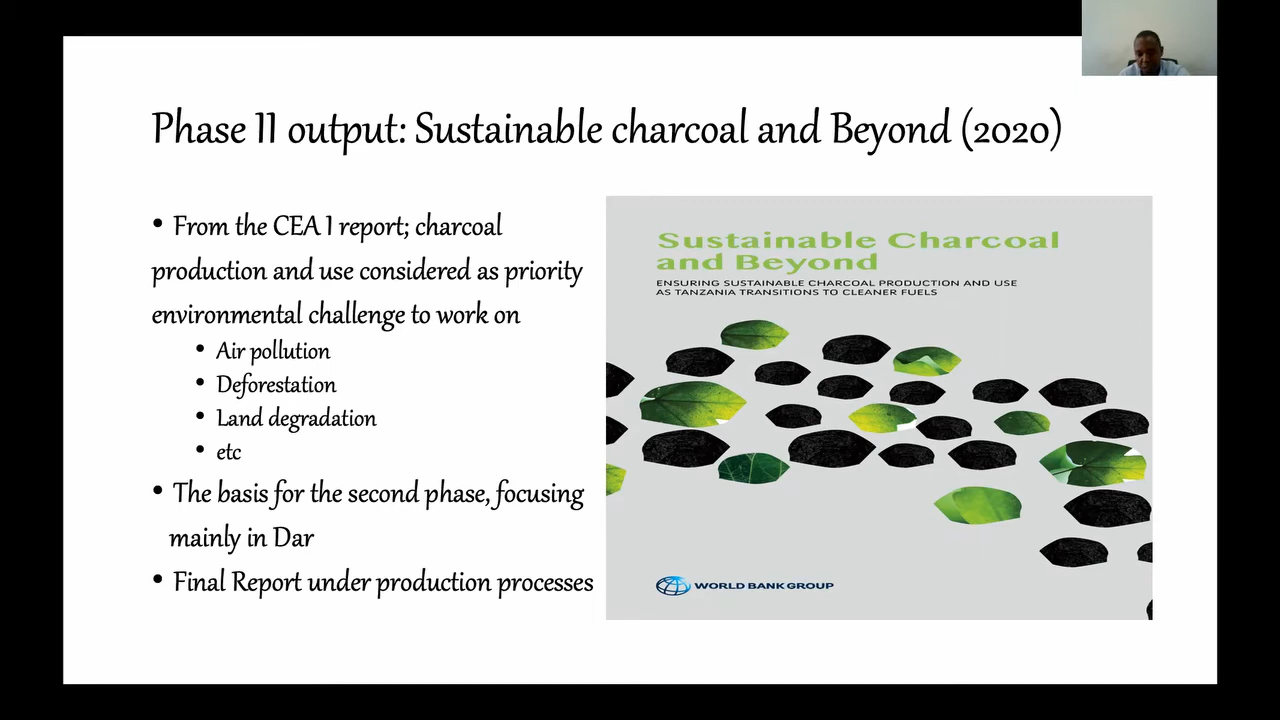 Phase II output: Sustainable charcoal and Beyond (2020)
• From the CEA I report; charcoal
production and use considered as priority
environmental challenge to work on
• Air pollution
• Deforestation
• Land degradation
• etc
• The basis for the second phase, focusing
mainly in Dar
• Final Report under production processes
Sustainable Charcoal
and Beyond
ENSURING SUSTAINABLE CHARCOAL PRODUCTION AND USE
AS TANZANIA TRANSITIONS TO CLEANER FUELS
WORLD BANK GROUP